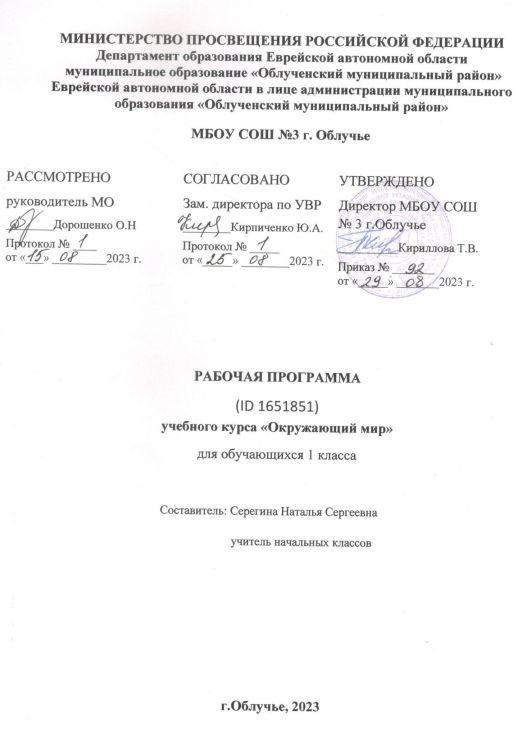 МИНИСТЕРСТВО ПРОСВЕЩЕНИЯ РОССИЙСКОЙ ФЕДЕРАЦИИ
Департамент образования Еврейской автономной области
муниципальное образование «Облученский муниципальный район»
Еврейской автономной области в лице администрации муниципального
образования «Облученский муниципальный район»
МБОУ СОШ №3 г. Облучье
РАССМОТРЕНО
руководитель МО
Дорошенко О.Н
Протокол № 1
от «15» 08 2023 г.
СОГЛАСОВАНО
Зам. директора по УВР
Кирпиченко Ю.А.
Протокол № 1
от «25» 08 2023 г.
УТВЕРЖДЕНО
Директор МБОУ СОШ
№ 3 г.Облучье
Кириллова Т.В.
Приказ № 92
от «29» 08 2023 г.
РАБОЧАЯ ПРОГРАММА
(ID 1651851)
учебного курса «Окружающий мир»
для обучающихся 1 класса
Составитель: Серегина Наталья Сергеевна
учитель начальных классов
г.Облучье, 2023